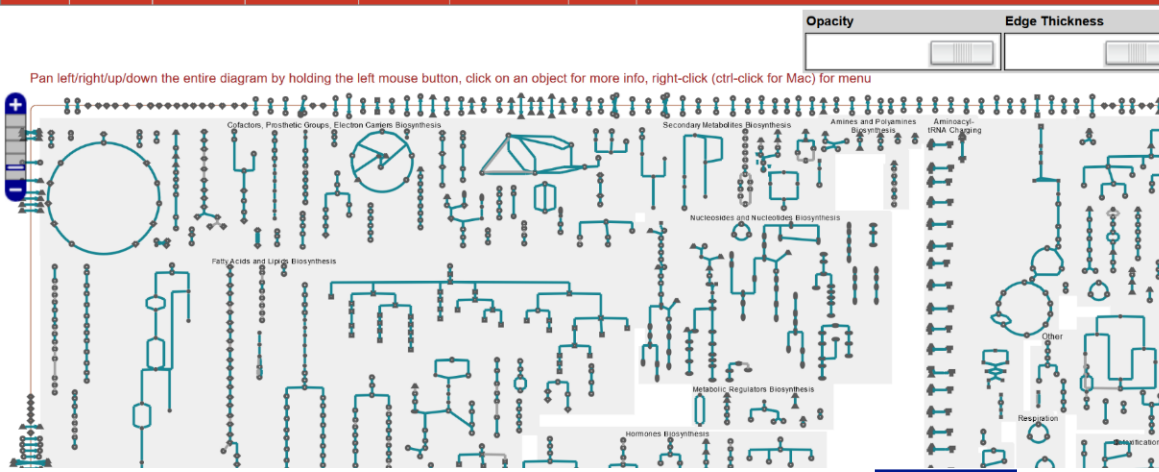 Opacity
Edge Thickness
Pan left/right/up/down the entire diagram by holding the left mouse button, click on an object for more info, right-click (ctrl-click for Mac) for menu
Cofactors, Prosthetic Groups, Electron Carriers Biosynthesis
Secondary Metabolites Biosynthesis
Amines and Polyamines
Biosynthesis
Aminoacyl-
tRNA Charging
Nucleosides and Nucleotides Biosynthesis
Fatty Acids and Lipids Biosynthesis
Other
Metabolic Regulators Biosynthesis
Respiration
Hormones Biosynthesis